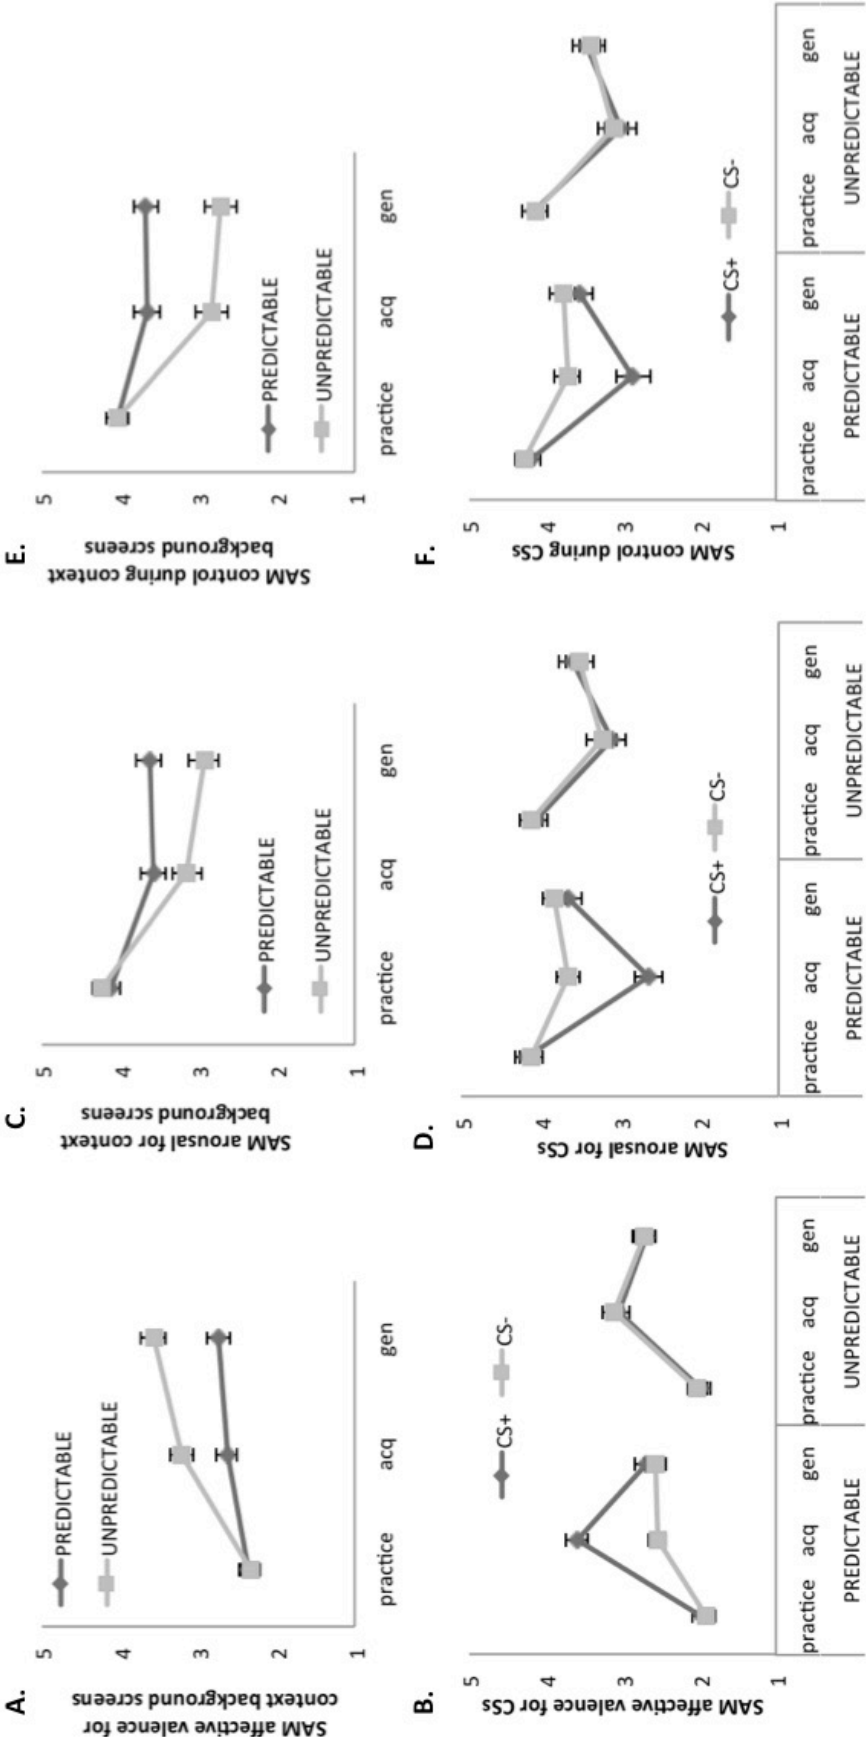 A.
SAM affective valence for
context background screens
5
4
3
2
1
PREDICTABLE
UNPREDICTABLE
practice
acq
gen
C.
SAM arousal for context
background screens
5
4
3
2
1
PREDICTABLE
UNPREDICTABLE
practice
acq
gen
E.
SAM control during context
background screens
5
4
3
2
1
PREDICTABLE
UNPREDICTABLE
practice
acq
gen
B.
SAM affective valence for CSs
5
4
3
2
1
CS+ CS-
practice acq gen practice acq gen
PREDICTABLE UNPREDICTABLE
D.
SAM arousal for CSs
5
4
3
2
1
CS+ CS-
practice acq gen practice acq gen
PREDICTABLE UNPREDICTABLE
F.
SAM control during CSs
5
4
3
2
1
CS+ CS-
practice acq gen practice acq gen
PREDICTABLE UNPREDICTABLE